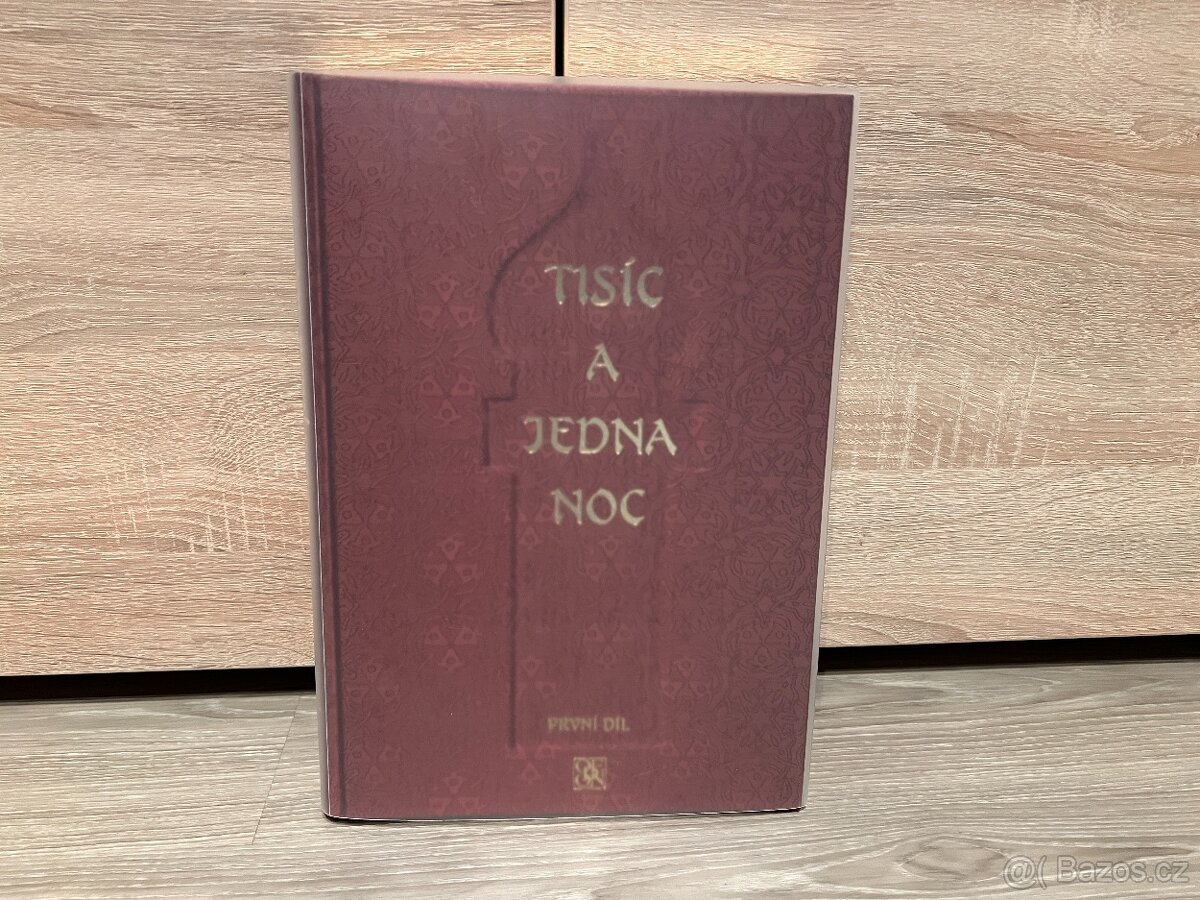 TISÍC
A
JEDNA
NOC
PRVNÍ DÍL
@( Bazos.cz